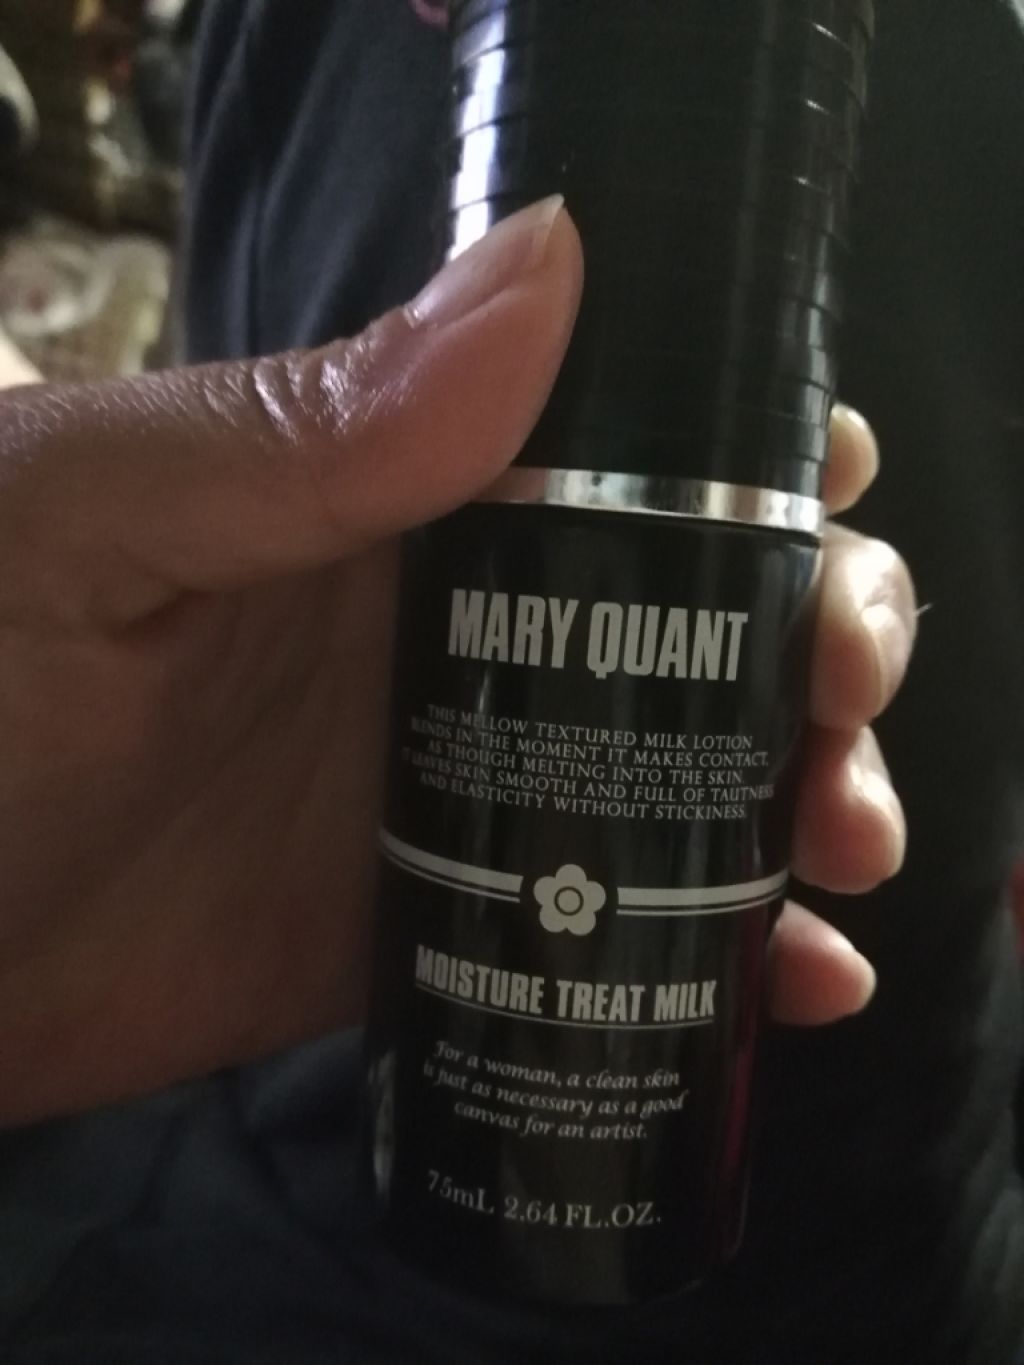 MARY QUANT
THIS MELLOW TEXTURED MILK LOTION
BLENDS IN THE MOMENT IT MAKES CONTACT,
AS THOUGH MELTING INTO THE SKIN.
IT LEAVES SKIN SMOOTH AND FULL OF TAUTNESS
AND ELASTICITY WITHOUT STICKINESS.
MOISTURE TREAT MILK
For a woman, a clean skin
is just as necessary as a good
canvas for an artist.
75mL 2.64 FL.OZ.